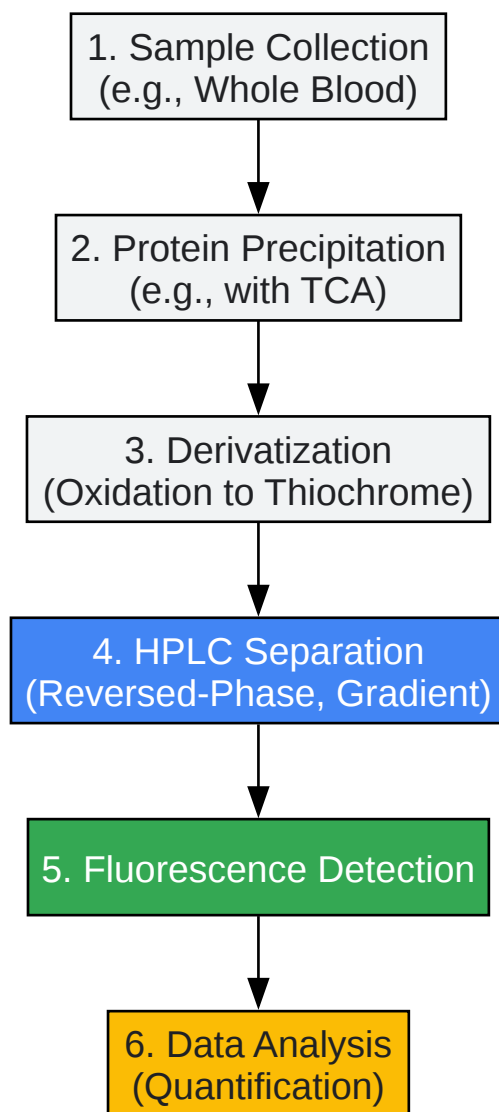 1. Sample Collection
(e.g., Whole Blood)
2. Protein Precipitation
(e.g., with TCA)
3. Derivatization
(Oxidation to Thiochrome)
4. HPLC Separation
(Reversed-Phase, Gradient)
5. Fluorescence Detection
6. Data Analysis
(Quantification)